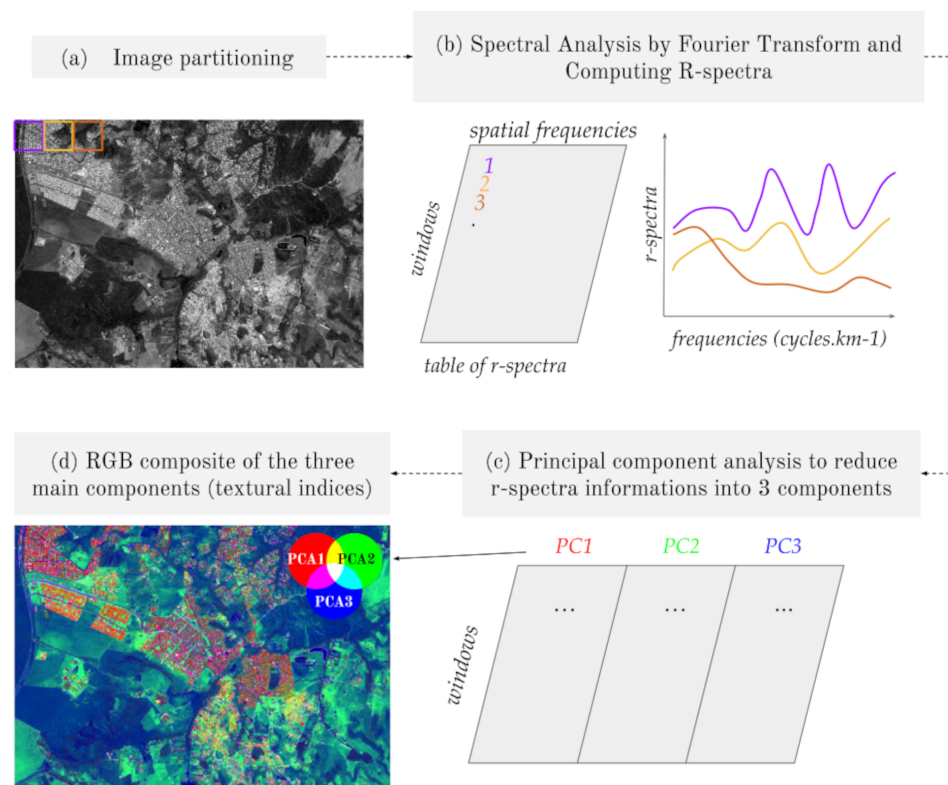 (a) Image partitioning
(b) Spectral Analysis by Fourier Transform and
Computing R-spectra
spatial frequencies
1
2
3
.
windows
table of r-spectra
r-spectra
frequencies (cycles.km-1)
(d) RGB composite of the three
main components (textural indices)
(c) Principal component analysis to reduce
r-spectra informations into 3 components
PCA1
PCA2
PCA3
PC1
PC2
PC3
...
...
...
windows